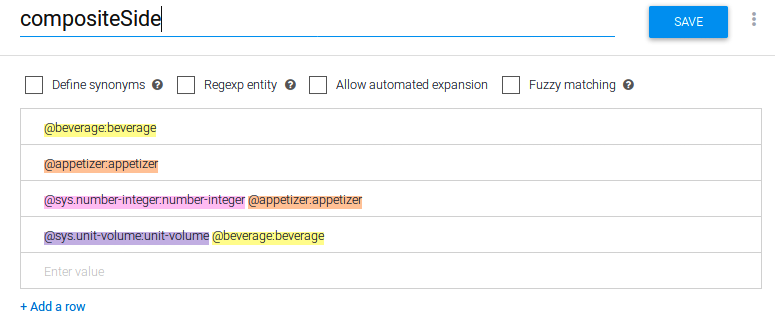 compositeSide
SAVE
Define synonyms ? Regexp entity ? Allow automated expansion Fuzzy matching ?
@beverage:beverage
@appetizer:appetizer
@sys.number-integer:number-integer @appetizer:appetizer
@sys.unit-volume:unit-volume @beverage:beverage
Enter value
+ Add a row